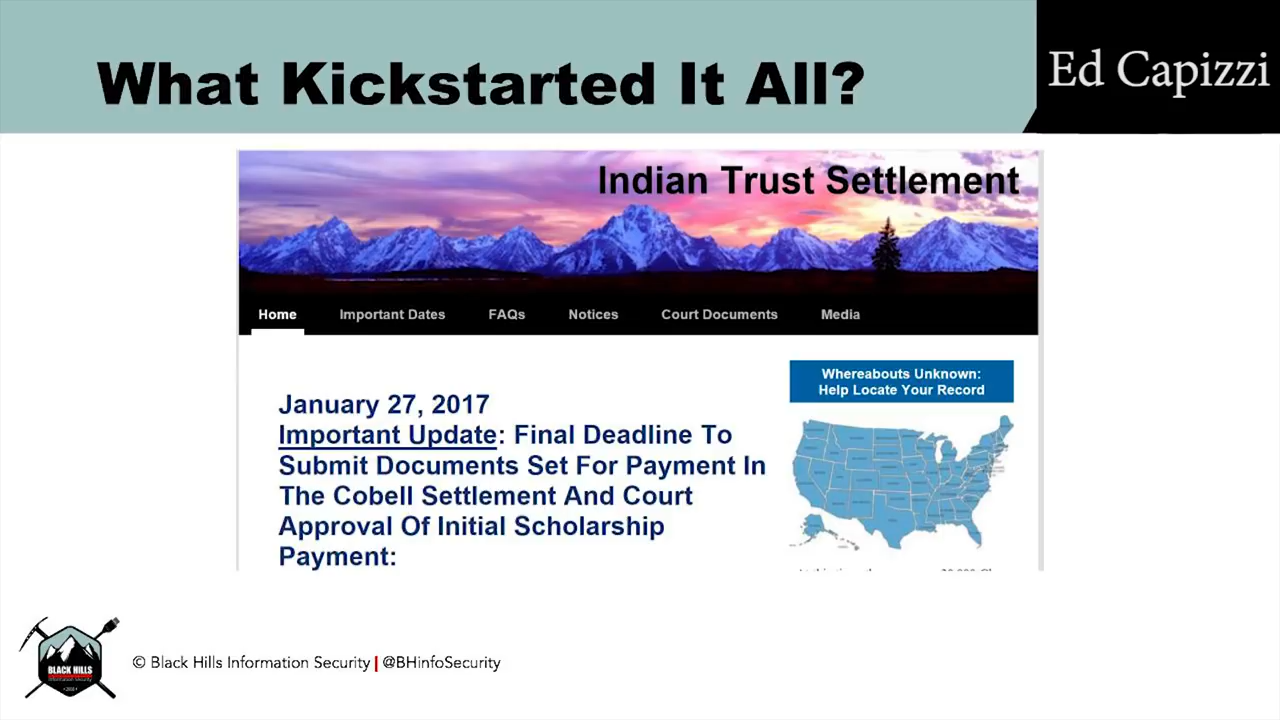 What Kickstarted It All?
Ed Capizzi
Indian Trust Settlement
Home Important Dates FAQs Notices Court Documents Media
January 27, 2017
Important Update: Final Deadline To
Submit Documents Set For Payment In
The Cobell Settlement And Court
Approval Of Initial Scholarship
Payment:
Whereabouts Unknown:
Help Locate Your Record
BLACK HILLS
Information Security
© Black Hills Information Security | @BHinfoSecurity